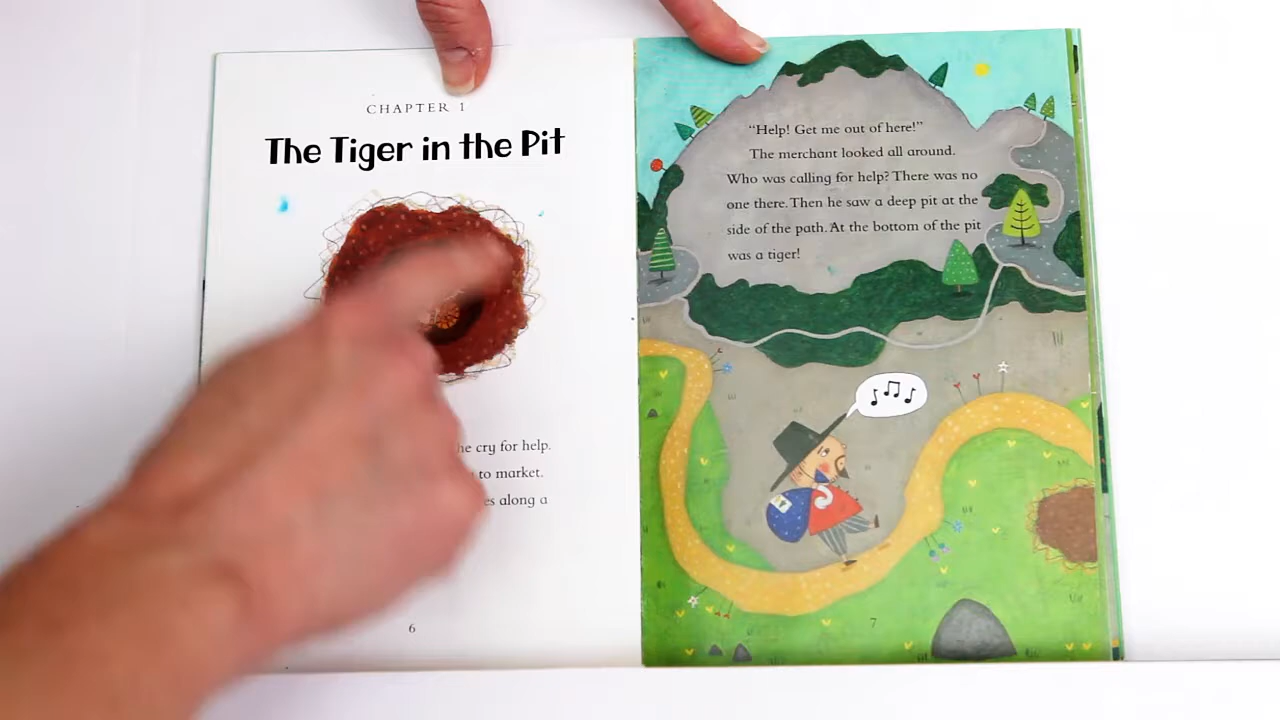 CHAPTER 1
The Tiger in the Pit
cry for help.
to market.
along a
6
"Help! Get me out of here!"
The merchant looked all around.
Who was calling for help? There was no
one there. Then he saw a deep pit at the
side of the path. At the bottom of the pit
was a tiger!
7